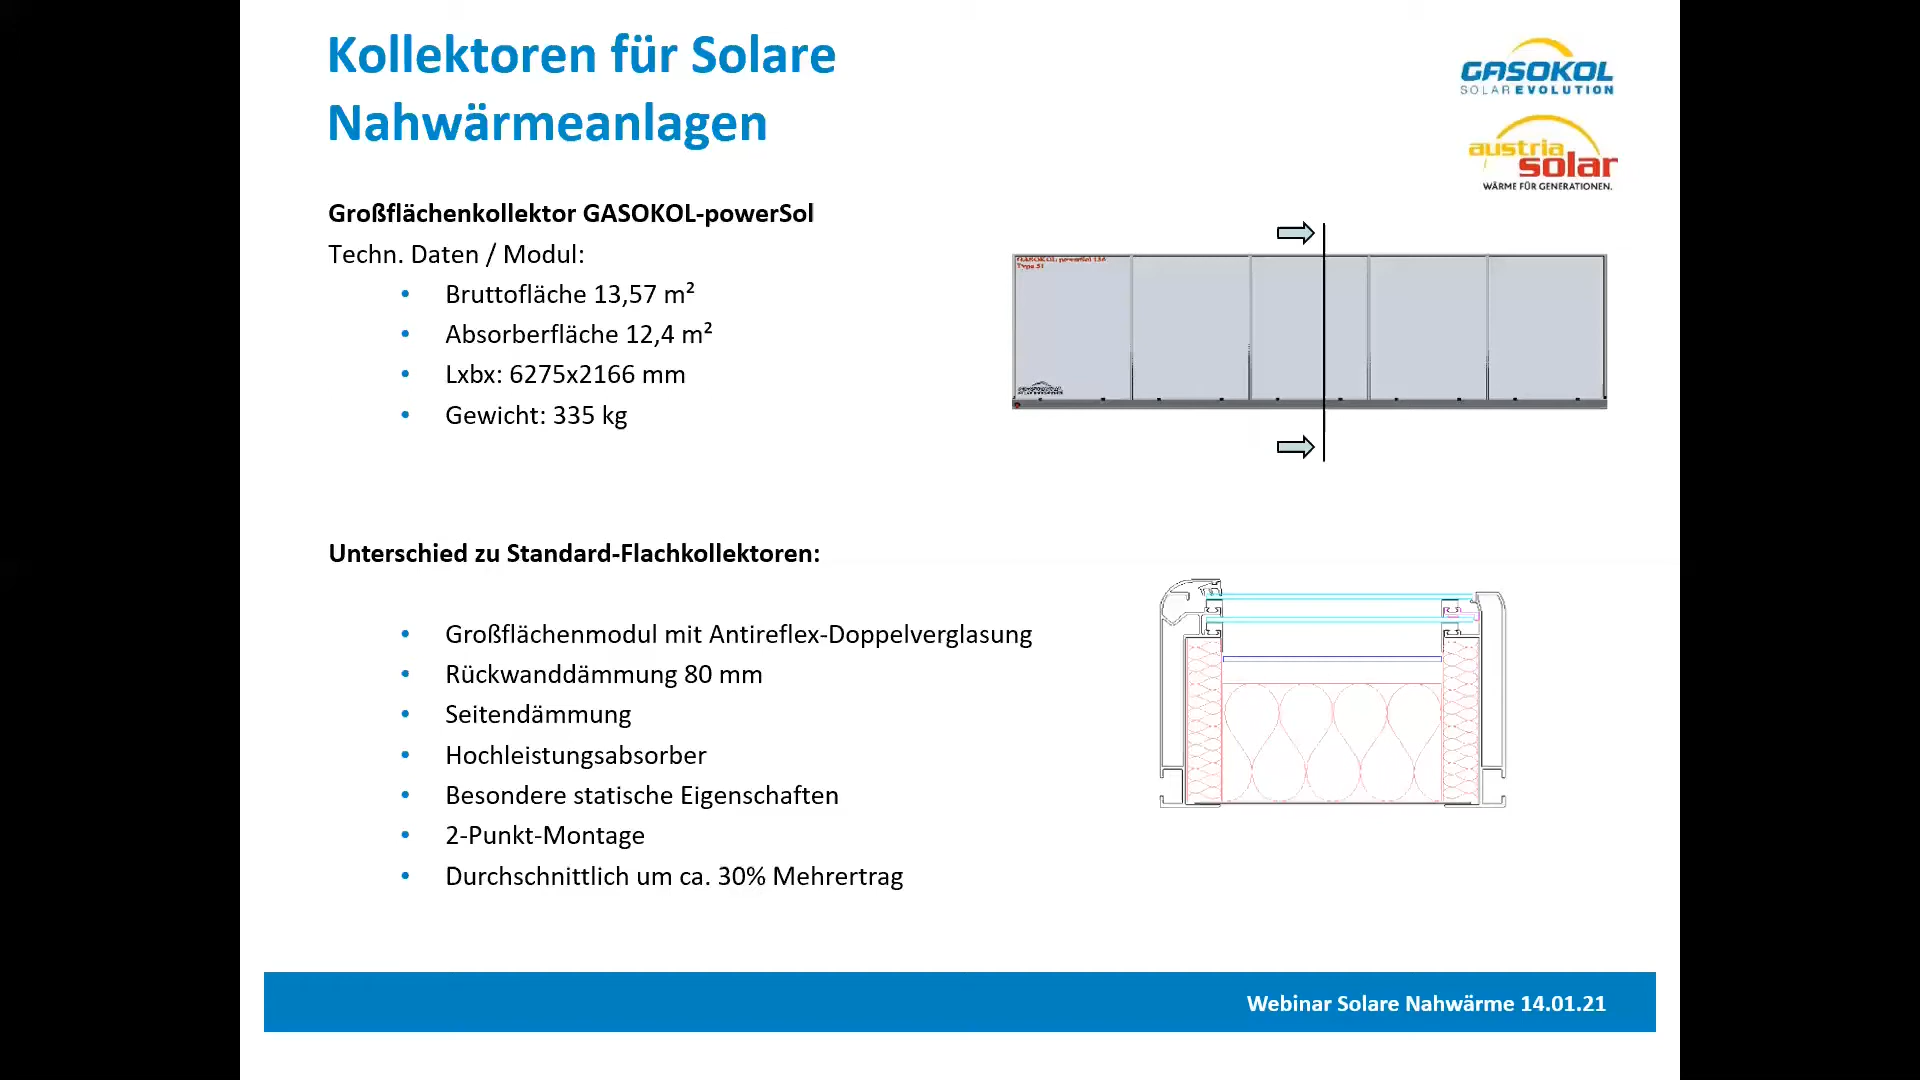 Kollektoren für Solare
Nahwärmeanlagen
GASOKOL
SOLAREVOLUTION
austria
solar
WÄRME FÜR GENERATIONEN.
Großflächenkollektor GASOKOL-powerSol
Techn. Daten / Modul:
• Bruttofläche 13,57 m²
• Absorberfläche 12,4 m²
• Lxbx: 6275x2166 mm
• Gewicht: 335 kg
Unterschied zu Standard-Flachkollektoren:
• Großflächenmodul mit Antireflex-Doppelverglasung
• Rückwanddämmung 80 mm
• Seitendämmung
• Hochleistungsabsorber
• Besondere statische Eigenschaften
• 2-Punkt-Montage
• Durchschnittlich um ca. 30% Mehrertrag
Webinar Solare Nahwärme 14.01.21